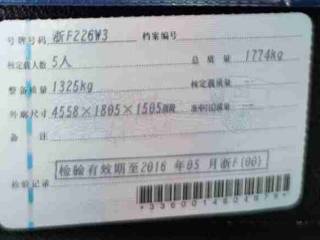 号牌号码 浙F226W3 档案编号
核定载人数 5人 总质量 1774kg
整备质量 1325kg 核定载质量 --
外廓尺寸 4558×1805×1505mm 准牵引总质量 --
备注
检验有效期至2016年05月浙F(00)
检验记录